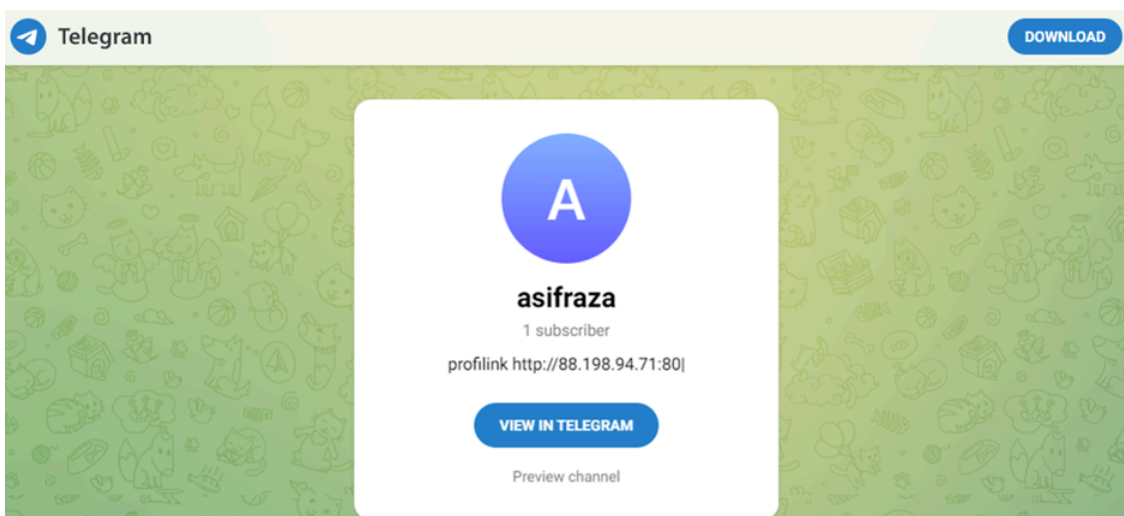 Telegram
DOWNLOAD
A
asifraza
1 subscriber
profilink http://88.198.94.71:80|
VIEW IN TELEGRAM
Preview channel